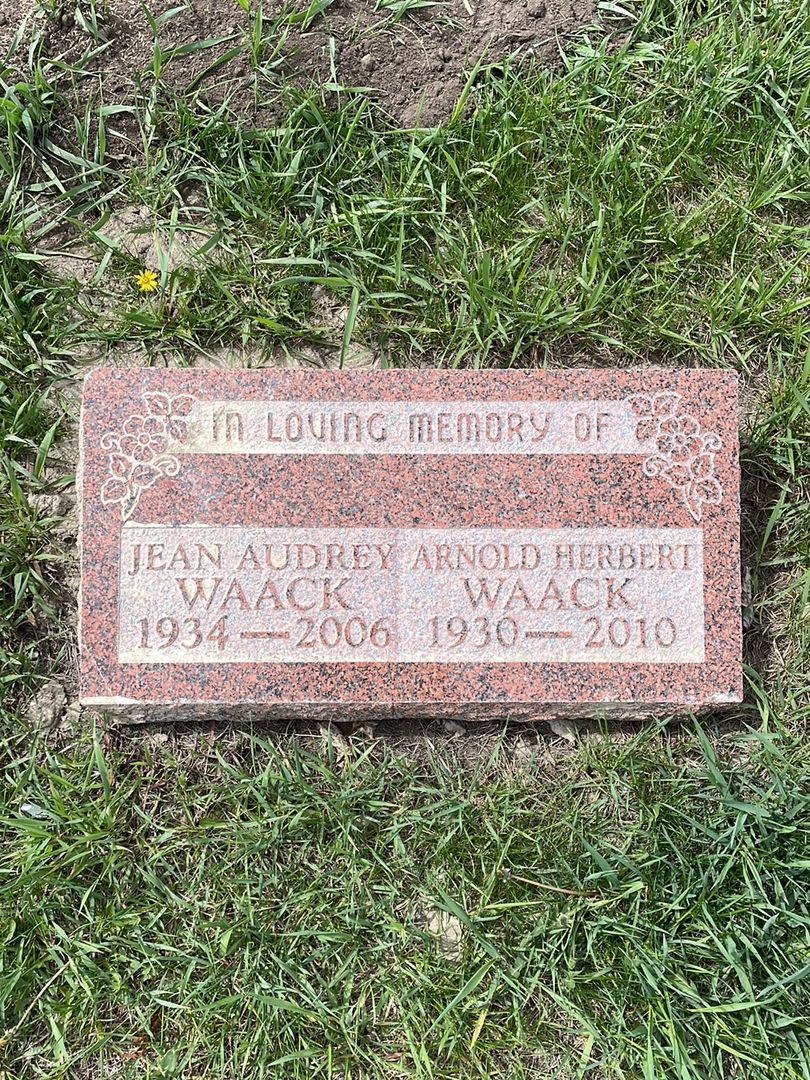 IN LOVING MEMORY OF
JEAN AUDREY
WAACK
1934 — 2006
ARNOLD HERBERT
WAACK
1930 — 2010